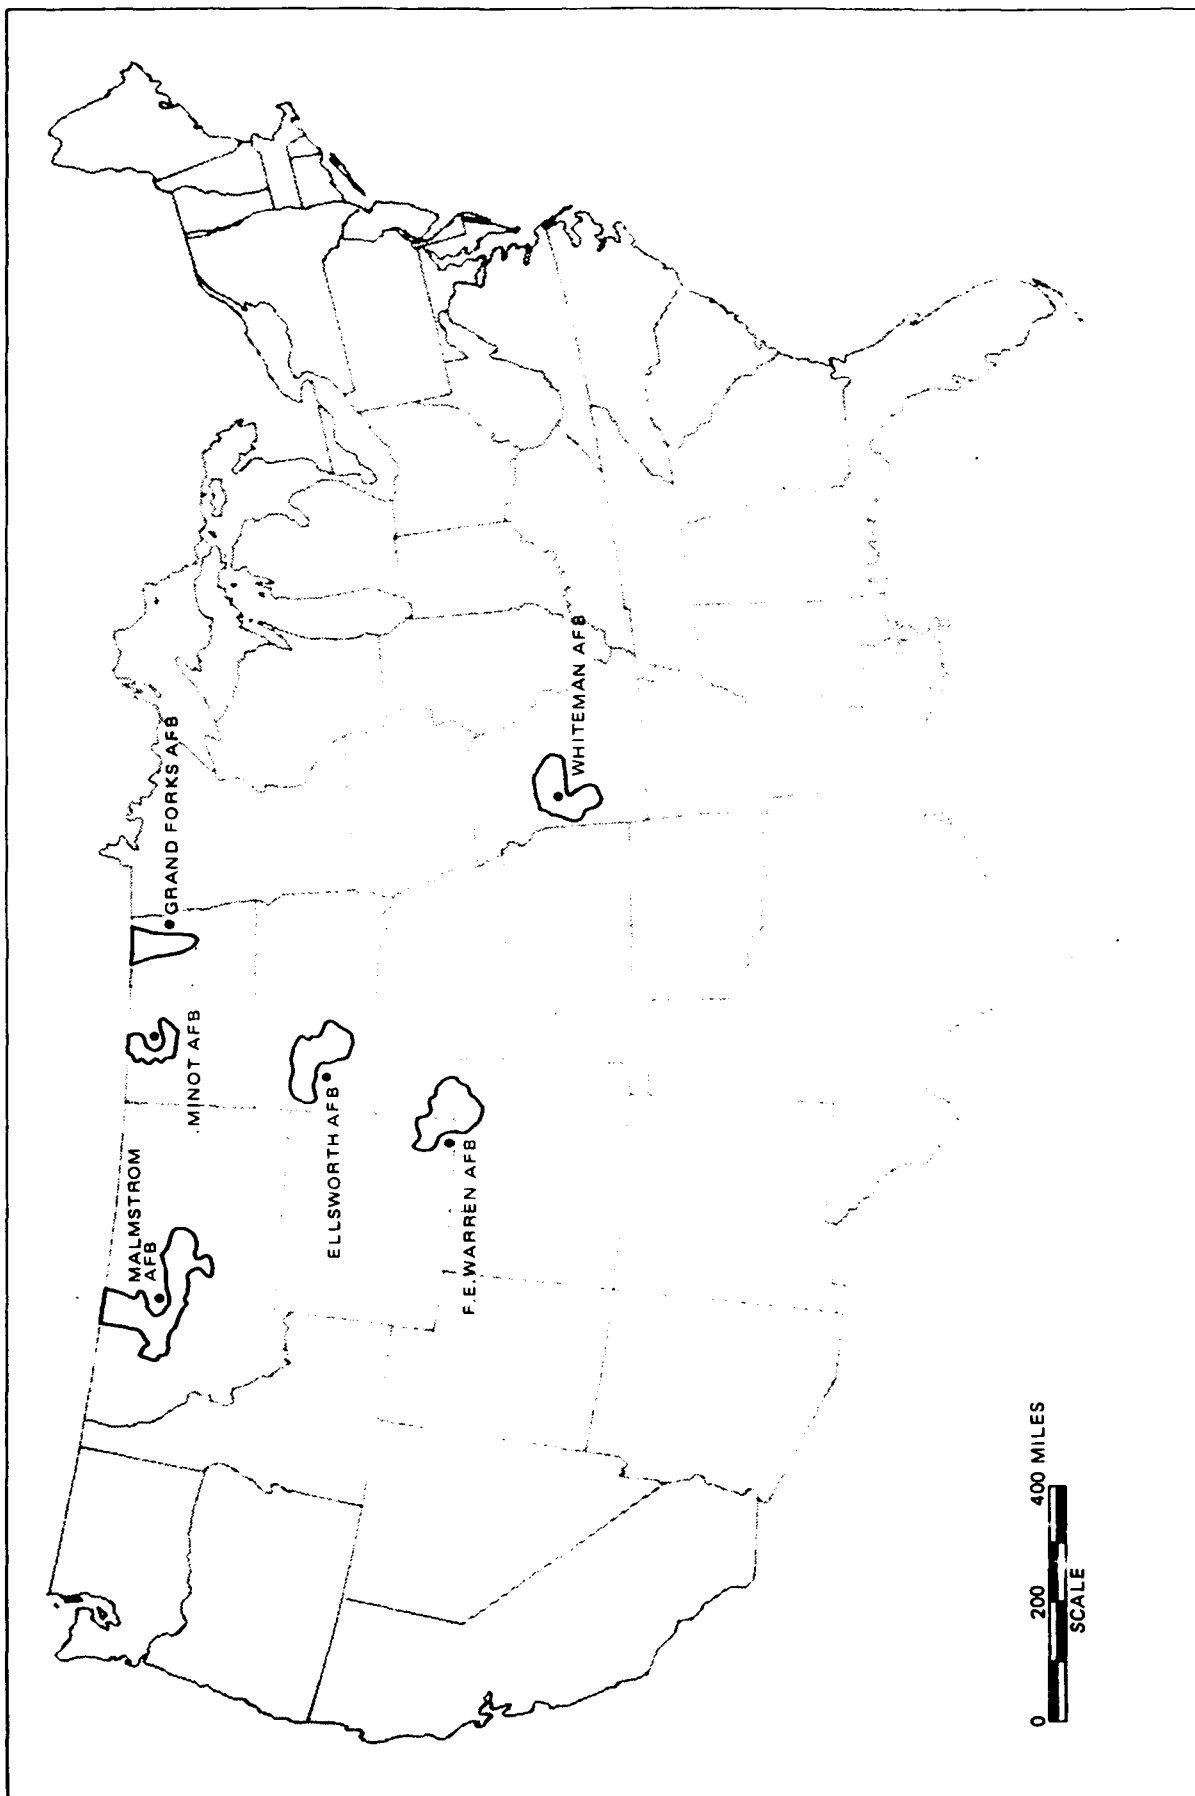 MALMSTROM
AFB
MINOT AFB
GRAND FORKS AFB
ELLSWORTH AFB
F.E. WARREN AFB
WHITEMAN AFB
0 200 400 MILES
SCALE